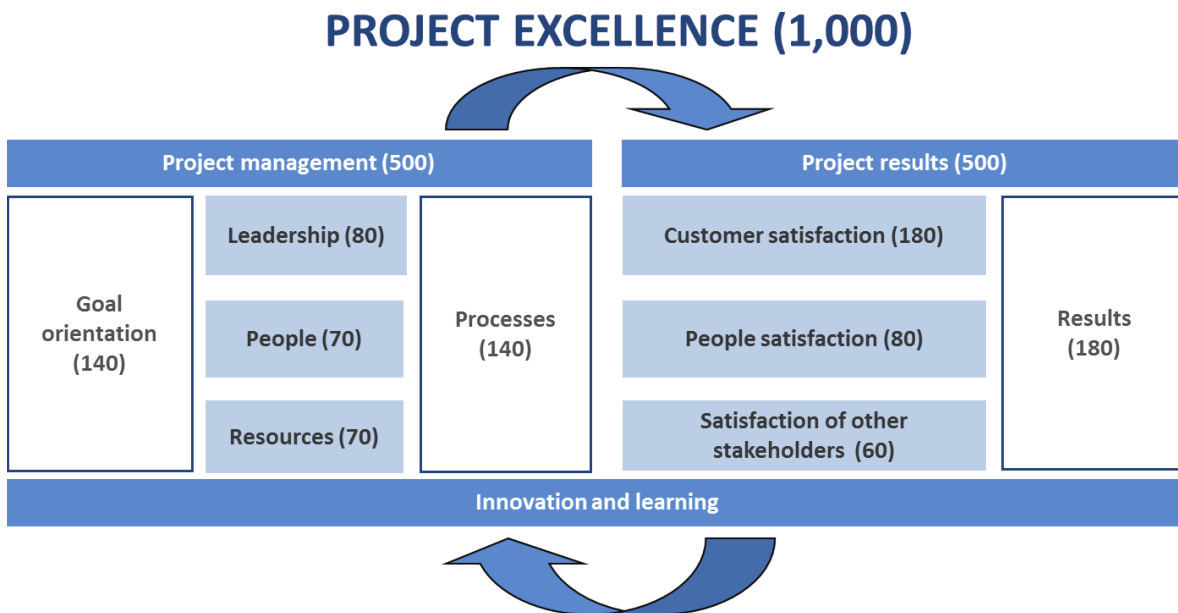 PROJECT EXCELLENCE (1,000)
Project management (500)
Goal
orientation
(140)
Leadership (80)
People (70)
Resources (70)
Processes
(140)
Project results (500)
Customer satisfaction (180)
People satisfaction (80)
Satisfaction of other
stakeholders (60)
Results
(180)
Innovation and learning